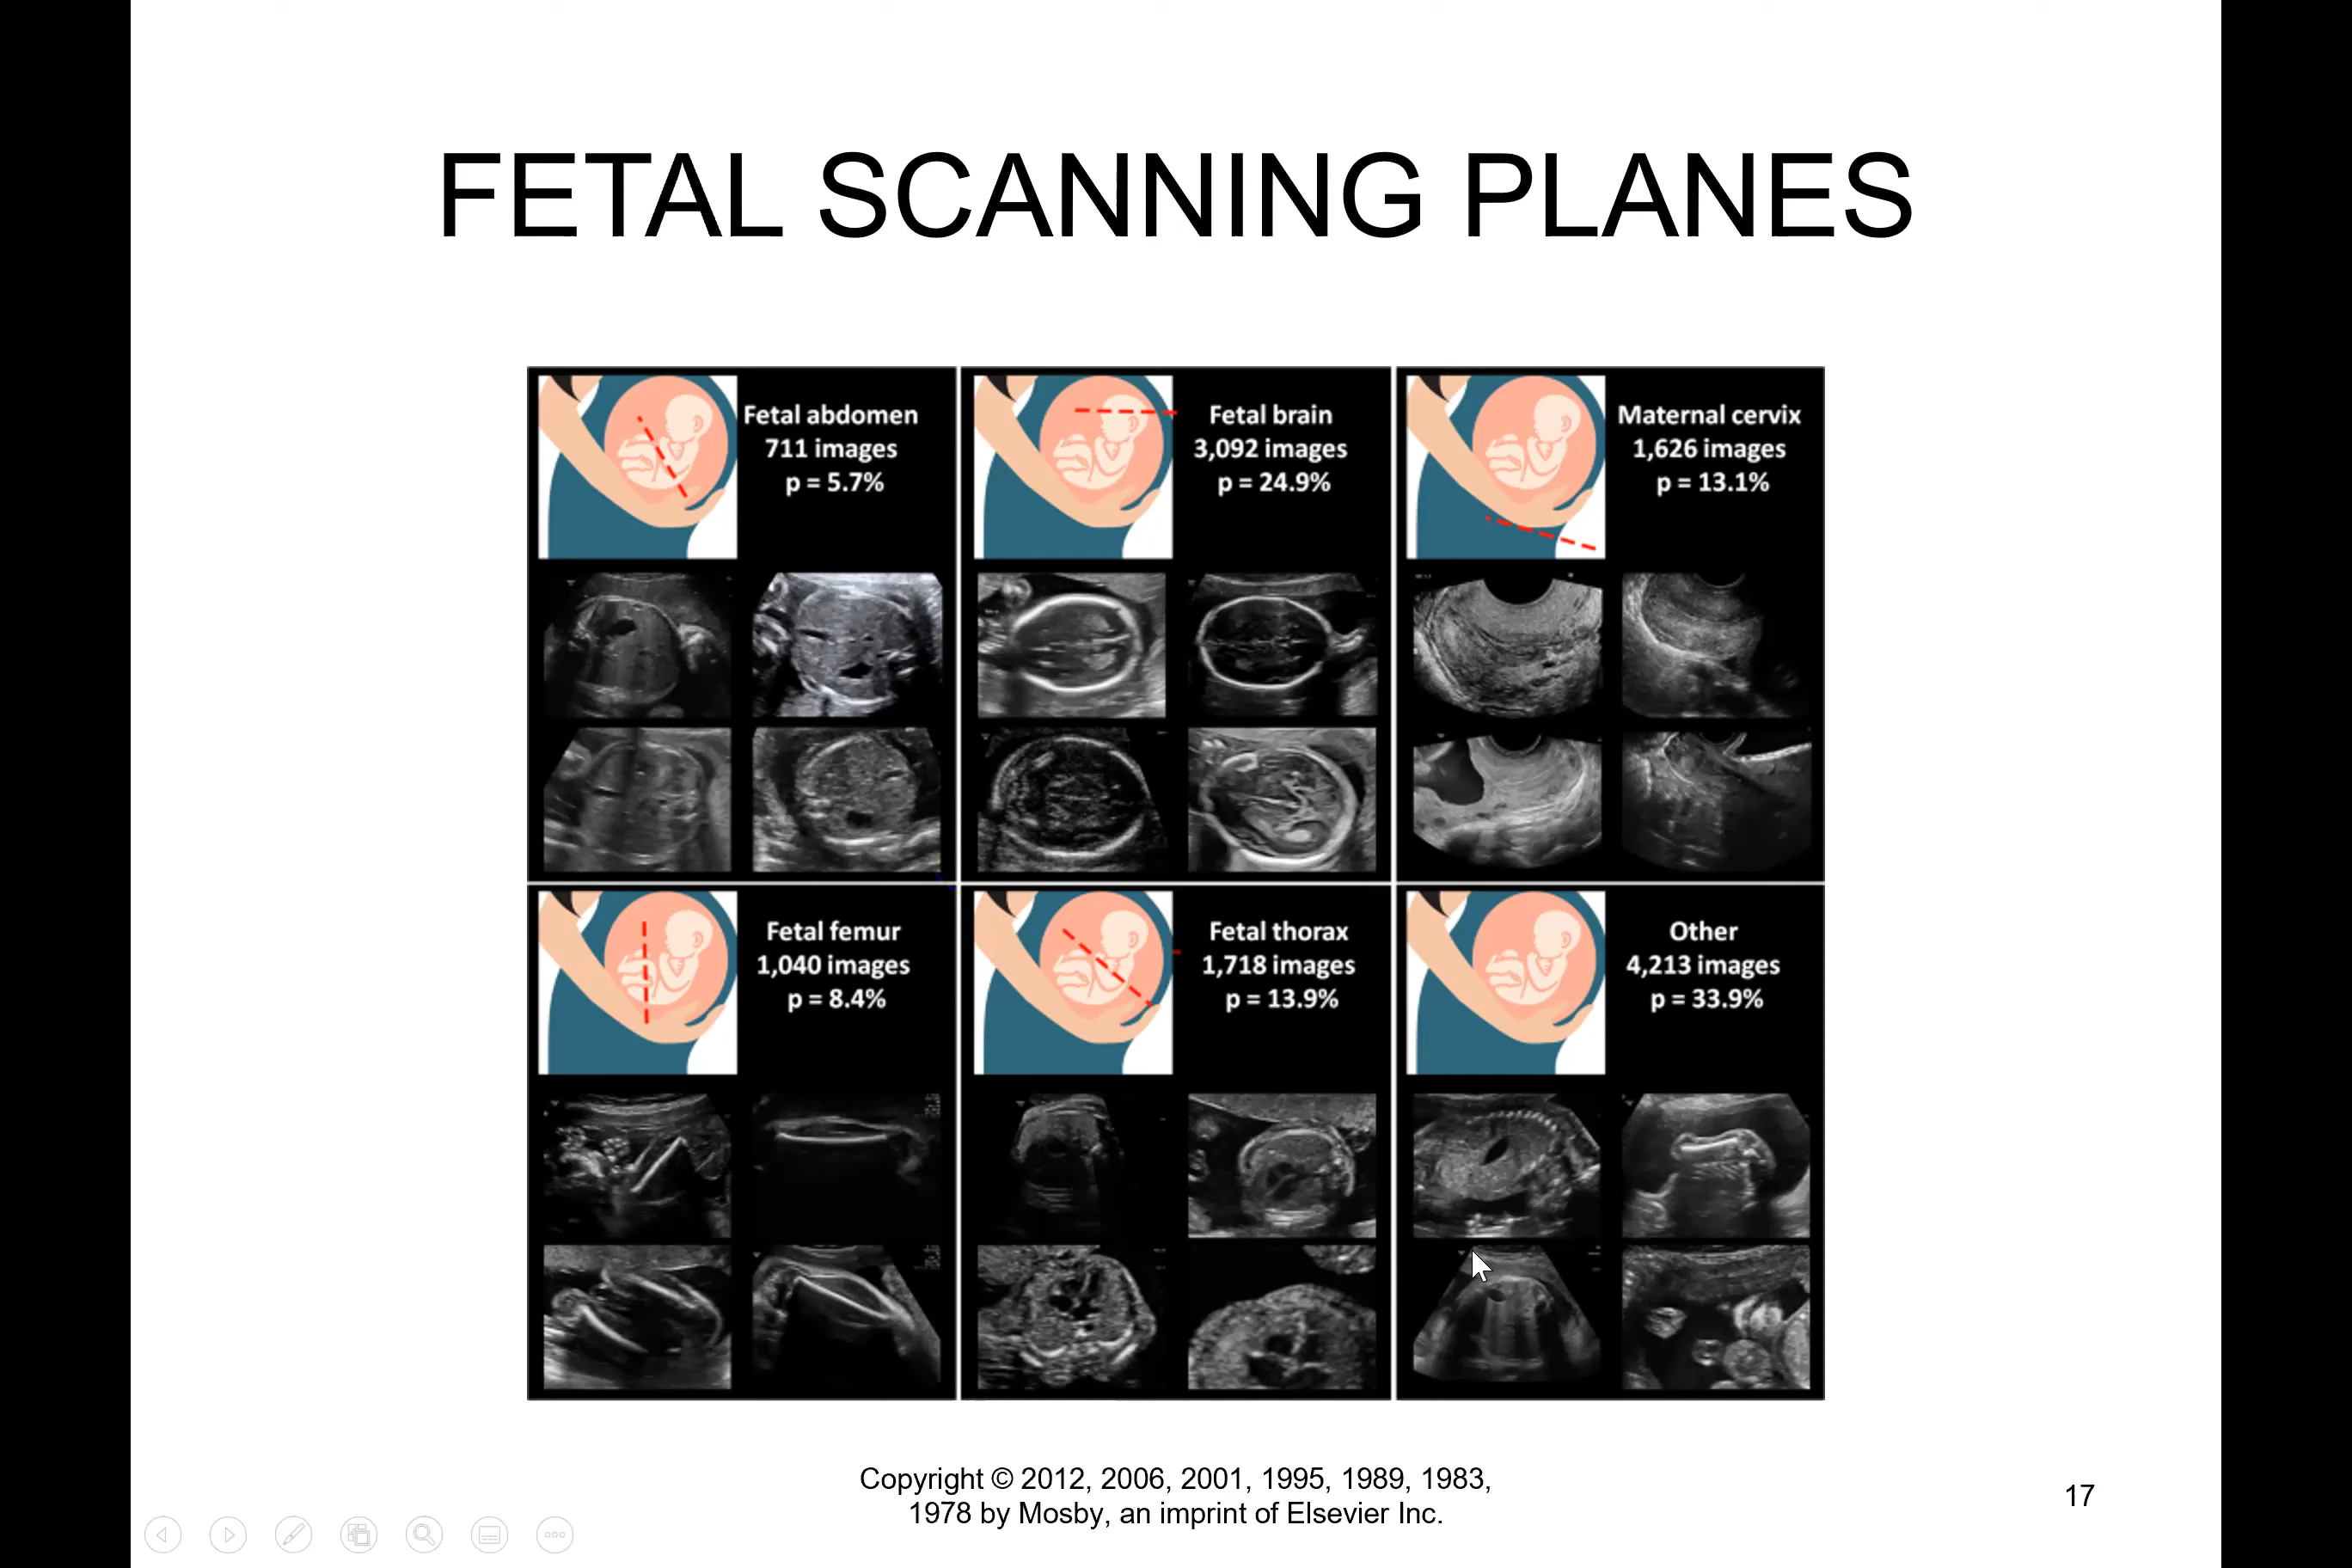 FETAL SCANNING PLANES
Fetal abdomen
711 images
p = 5.7%
Fetal brain
3,092 images
p = 24.9%
Maternal cervix
1,626 images
p = 13.1%
Fetal femur
1,040 images
p = 8.4%
Fetal thorax
1,718 images
p = 13.9%
Other
4,213 images
p = 33.9%
Copyright © 2012, 2006, 2001, 1995, 1989, 1983,
1978 by Mosby, an imprint of Elsevier Inc.
17